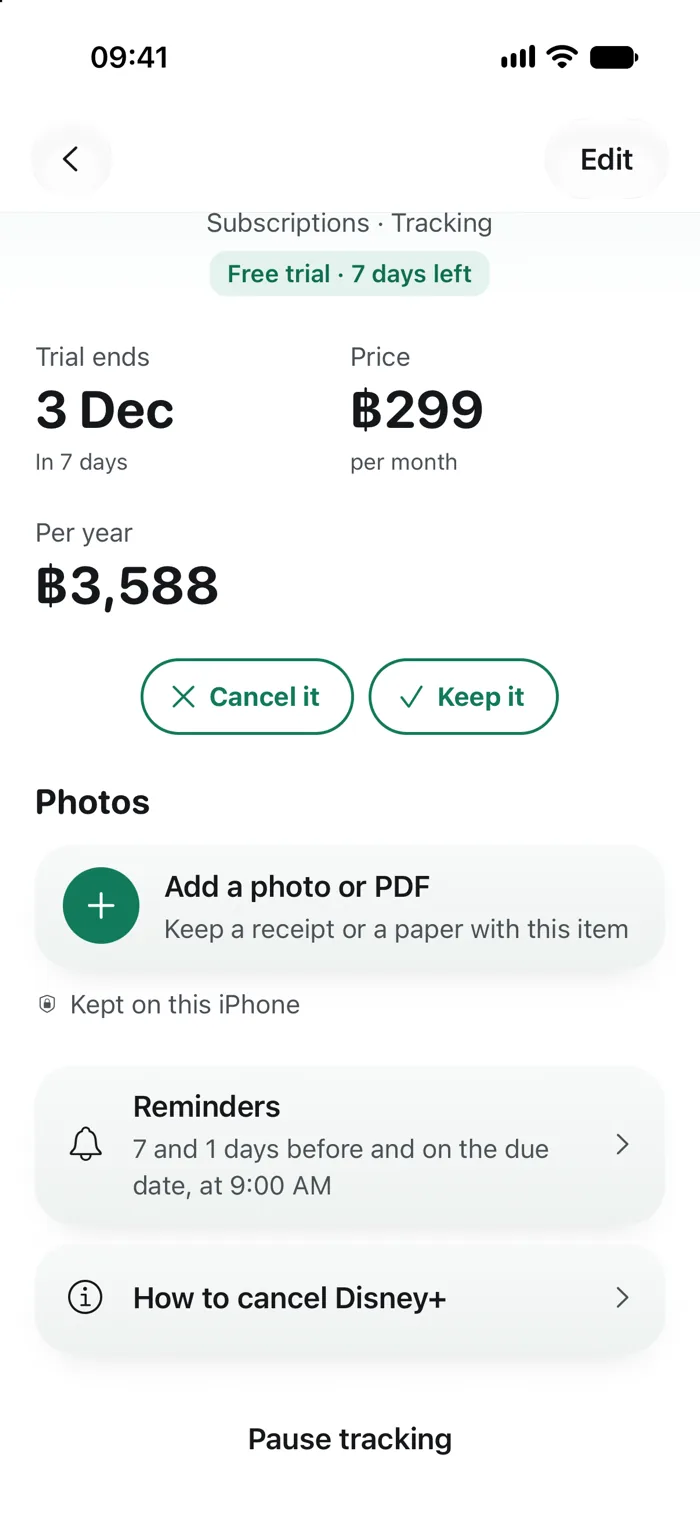 09:41
Edit
Subscriptions · Tracking
Free trial · 7 days left
Trial ends
3 Dec
In 7 days
Price
฿299
per month
Per year
฿3,588
Cancel it
Keep it
Photos
Add a photo or PDF
Keep a receipt or a paper with this item
Kept on this iPhone
Reminders
7 and 1 days before and on the due
date, at 9:00 AM
How to cancel Disney+
Pause tracking